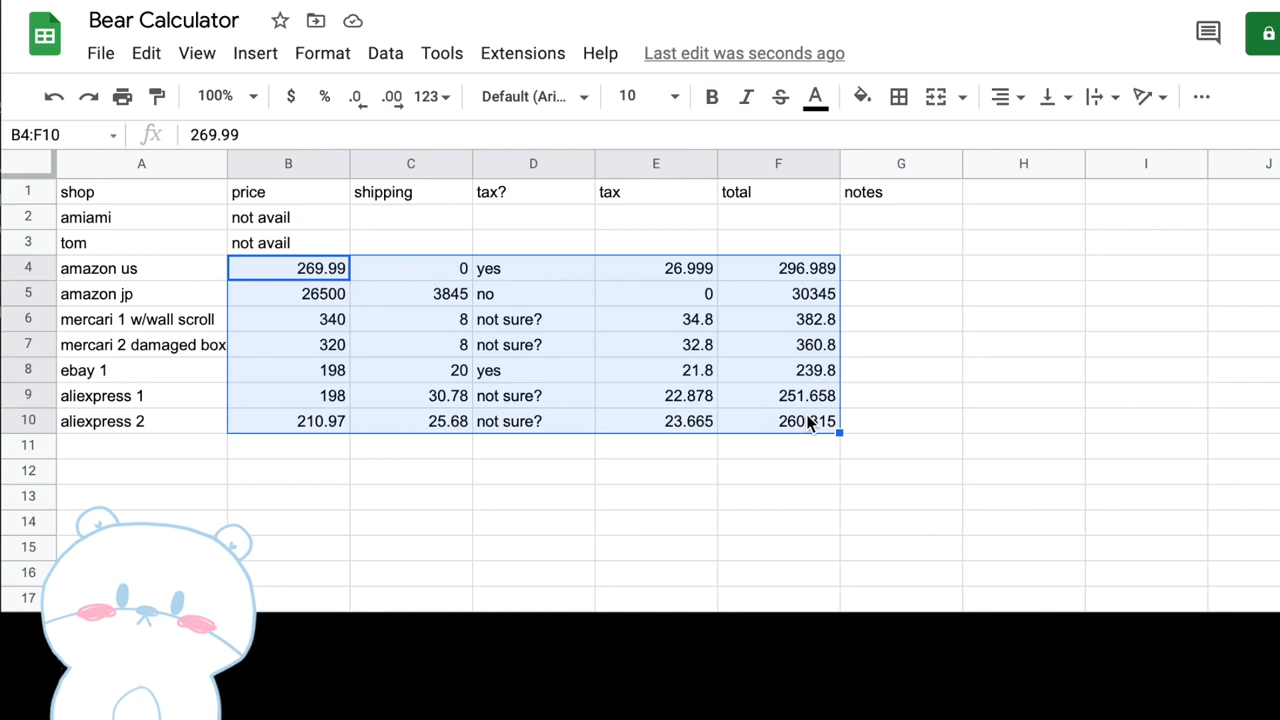 Bear Calculator
File Edit View Insert Format Data Tools Extensions Help Last edit was seconds ago
100% $ % .0 .00 123 Default (Ari... 10 B I S A
B4:F10 fx 269.99
A B C D E F G H I J
1 shop price shipping tax? tax total notes
2 amiami not avail
3 tom not avail
4 amazon us 269.99 0 yes 26.999 296.989
5 amazon jp 26500 3845 no 0 30345
6 mercari 1 w/wall scroll 340 8 not sure? 34.8 382.8
7 mercari 2 damaged box 320 8 not sure? 32.8 360.8
8 ebay 1 198 20 yes 21.8 239.8
9 aliexpress 1 198 30.78 not sure? 22.878 251.658
10 aliexpress 2 210.97 25.68 not sure? 23.665
11
12
13
14
15
16
17